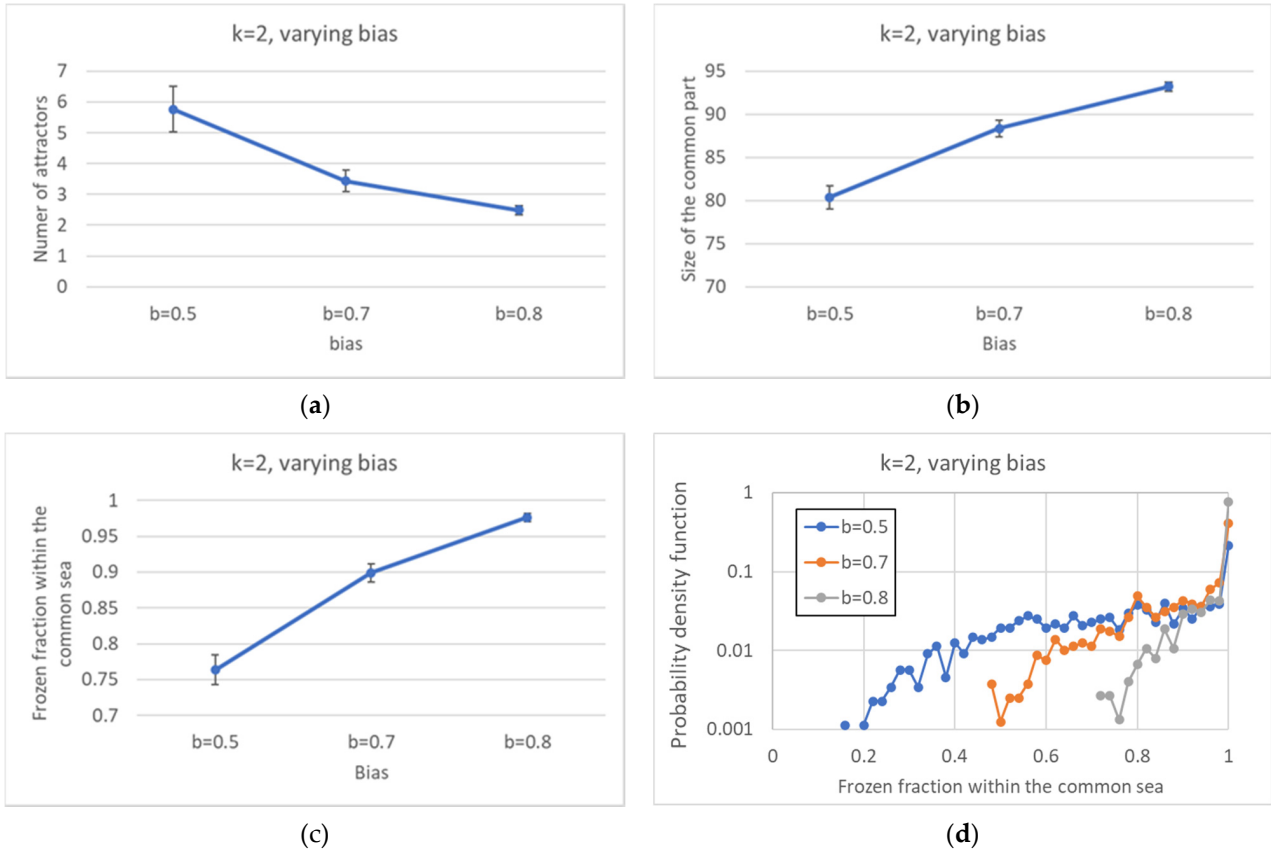 k=2, varying bias
Numer of attractors
7
6
5
4
3
2
1
0
b=0.5 b=0.7 b=0.8
bias
(a)
k=2, varying bias
Size of the common part
95
90
85
80
75
70
b=0.5 b=0.7 b=0.8
Bias
(b)
k=2, varying bias
Frozen fraction within the
common sea
1
0.95
0.9
0.85
0.8
0.75
0.7
b=0.5 b=0.7 b=0.8
Bias
(c)
k=2, varying bias
Probability density function
1
0.1
0.01
0.001
b=0.5
b=0.7
b=0.8
0 0.2 0.4 0.6 0.8 1
Frozen fraction within the common sea
(d)